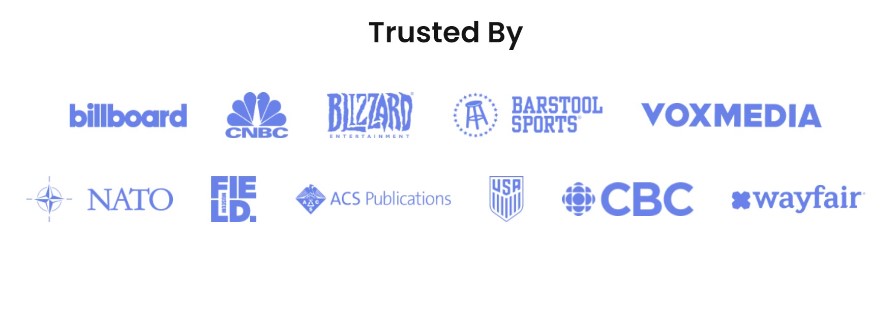 Trusted By
billboard CNBC BLIZZARD ENTERTAINMENT BARSTOOL SPORTS VOXMEDIA
NATO FIELD. ACS Publications USA CBC wayfair